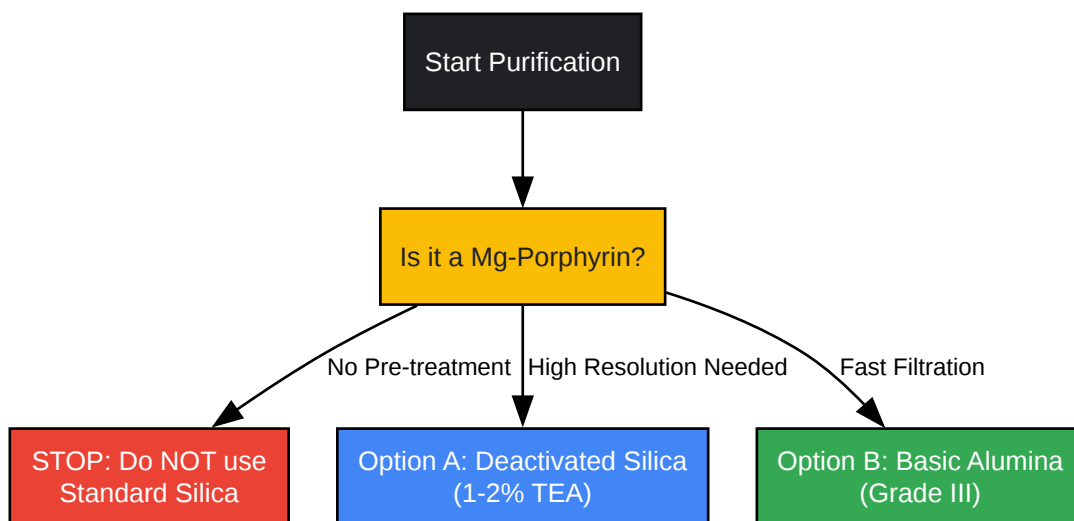 Start Purification
Is it a Mg-Porphyrin?
No Pre-treatment
High Resolution Needed
Fast Filtration
STOP: Do NOT use
Standard Silica
Option A: Deactivated Silica
(1-2% TEA)
Option B: Basic Alumina
(Grade III)